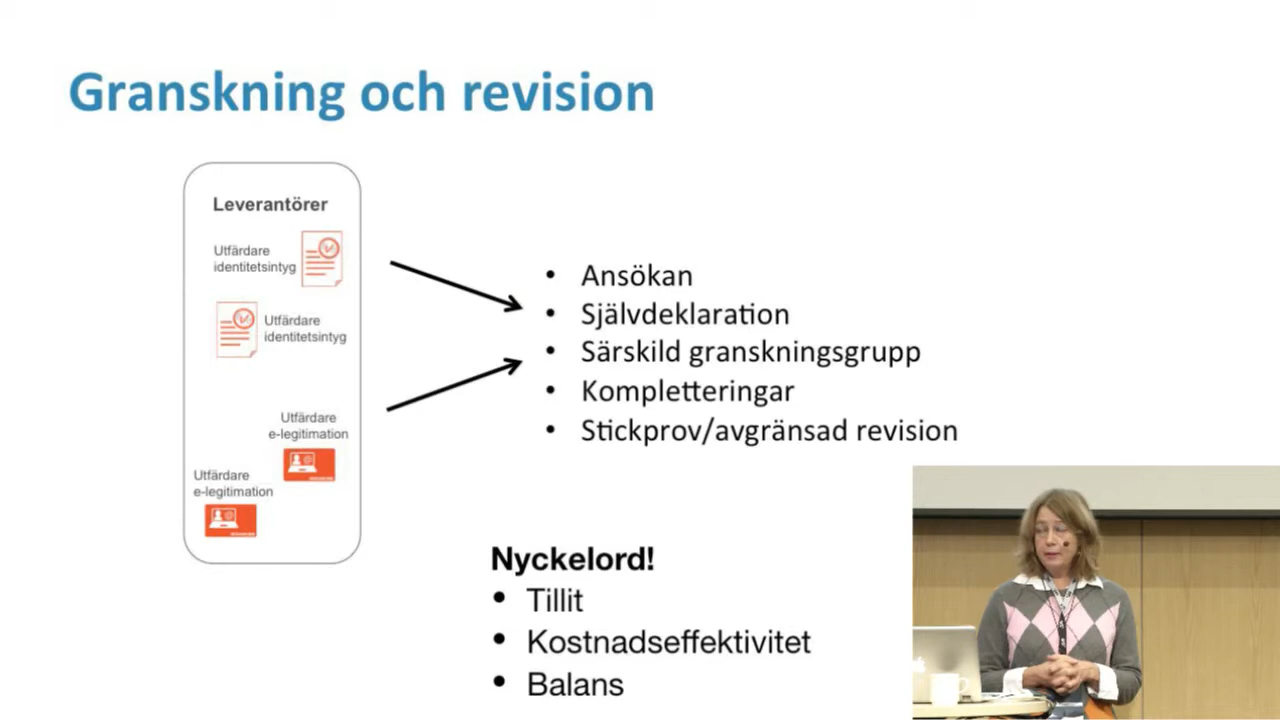 Granskning och revision
Leverantörer
Utfärdare
identitetsintyg
Utfärdare
identitetsintyg
Utfärdare
e-legitimation
Utfärdare
e-legitimation
• Ansökan
• Självdeklaration
• Särskild granskningsgrupp
• Kompletteringar
• Stickprov/avgränsad revision
Nyckelord!
• Tillit
• Kostnadseffektivitet
• Balans